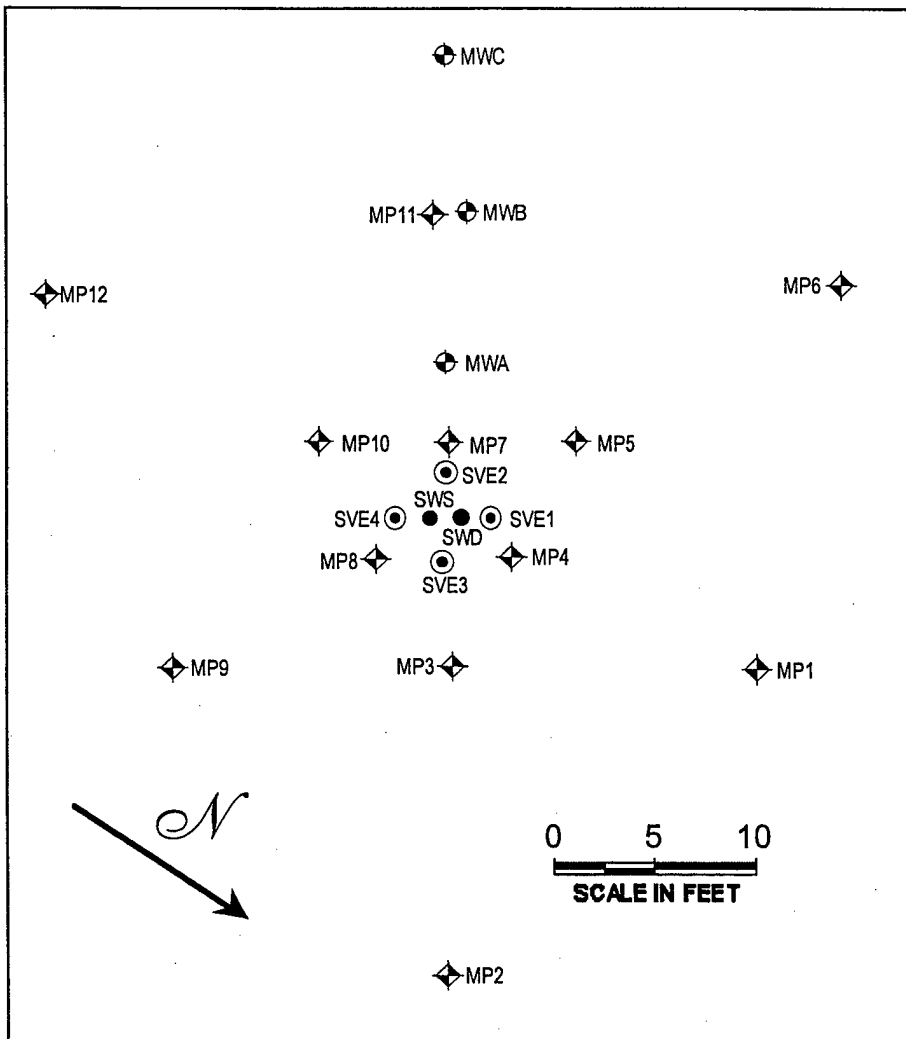 MWC
MP11 MWB
MP12 MP6
MWA
MP10 MP7 MP5
SVE2
SWS
SVE4 SVE1
SWD
MP8 MP4
SVE3
MP9 MP3 MP1
N
0 5 10
SCALE IN FEET
MP2